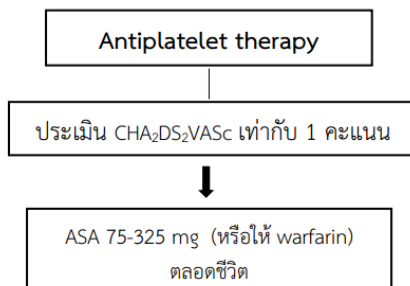 Antiplatelet therapy
ประเมิน CHA₂DS₂VASc เท่ากับ 1 คะแนน
ASA 75-325 mg (หรือให้ warfarin)
ตลอดชีวิต